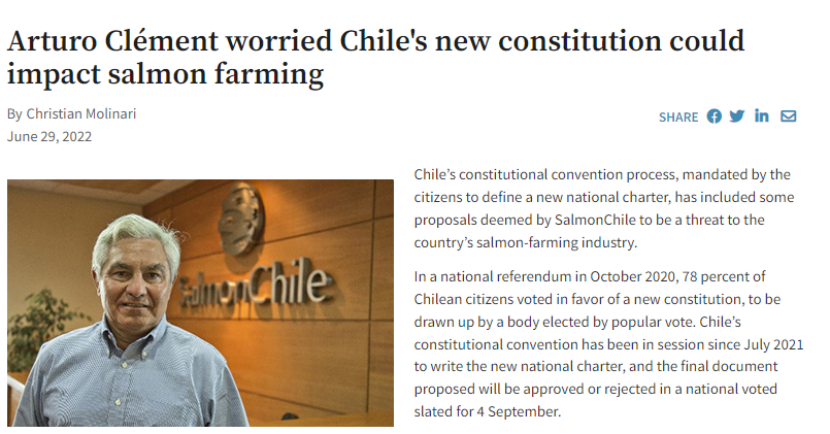 Arturo Clément worried Chile's new constitution could
impact salmon farming
By Christian Molinari
June 29, 2022
SHARE
Chile’s constitutional convention process, mandated by the
citizens to define a new national charter, has included some
proposals deemed by SalmonChile to be a threat to the
country’s salmon-farming industry.
SalmonChile
In a national referendum in October 2020, 78 percent of
Chilean citizens voted in favor of a new constitution, to be
drawn up by a body elected by popular vote. Chile’s
constitutional convention has been in session since July 2021
to write the new national charter, and the final document
proposed will be approved or rejected in a national voted
slated for 4 September.